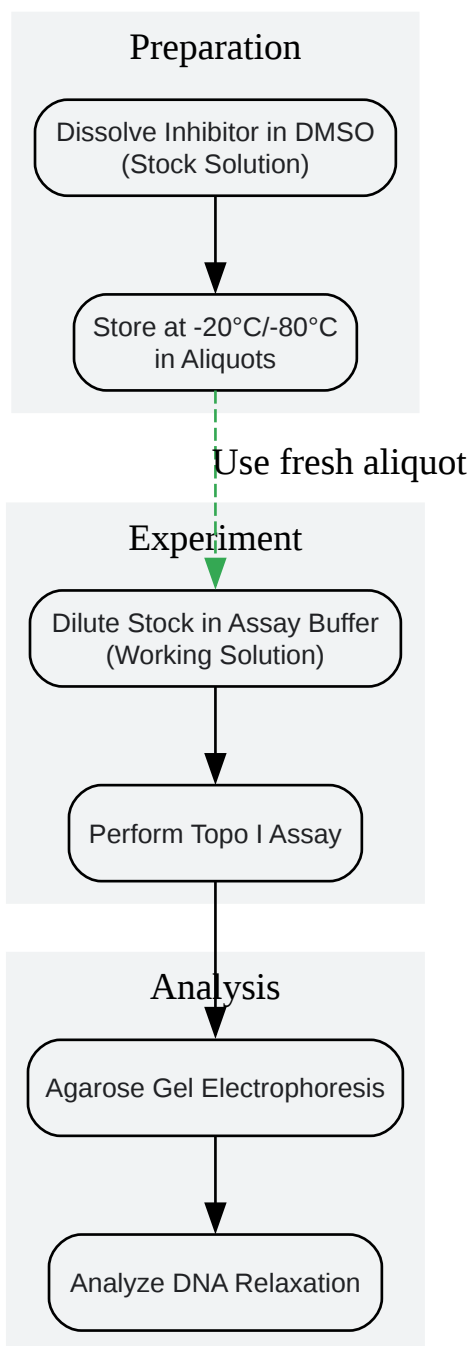 Preparation
Dissolve Inhibitor in DMSO
(Stock Solution)
Store at -20°C/-80°C
in Aliquots
Use fresh aliquot
Experiment
Dilute Stock in Assay Buffer
(Working Solution)
Perform Topo I Assay
Analysis
Agarose Gel Electrophoresis
Analyze DNA Relaxation